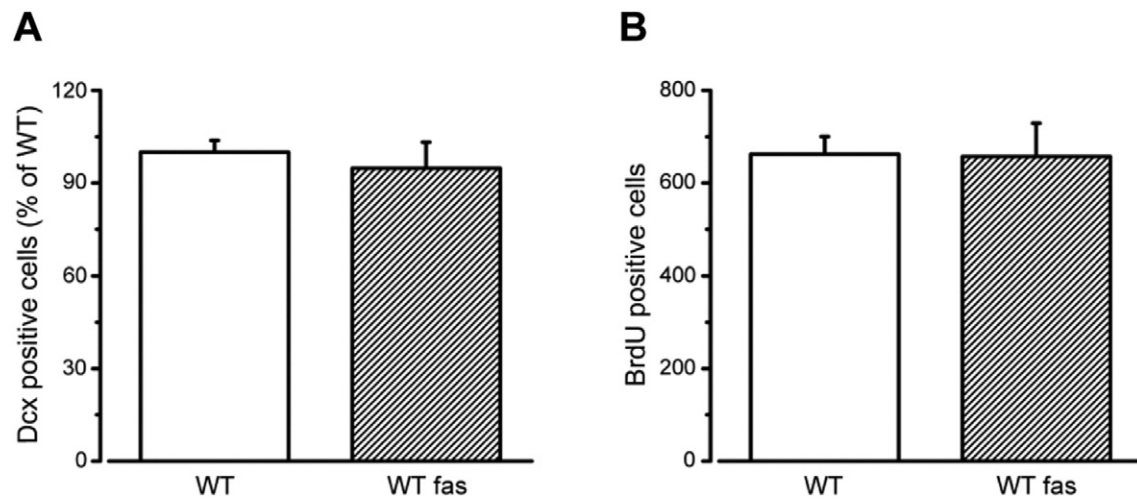 A
Dcx positive cells (% of WT)
120
90
60
30
0
WT WT fas
B
BrdU positive cells
800
600
400
200
0
WT WT fas